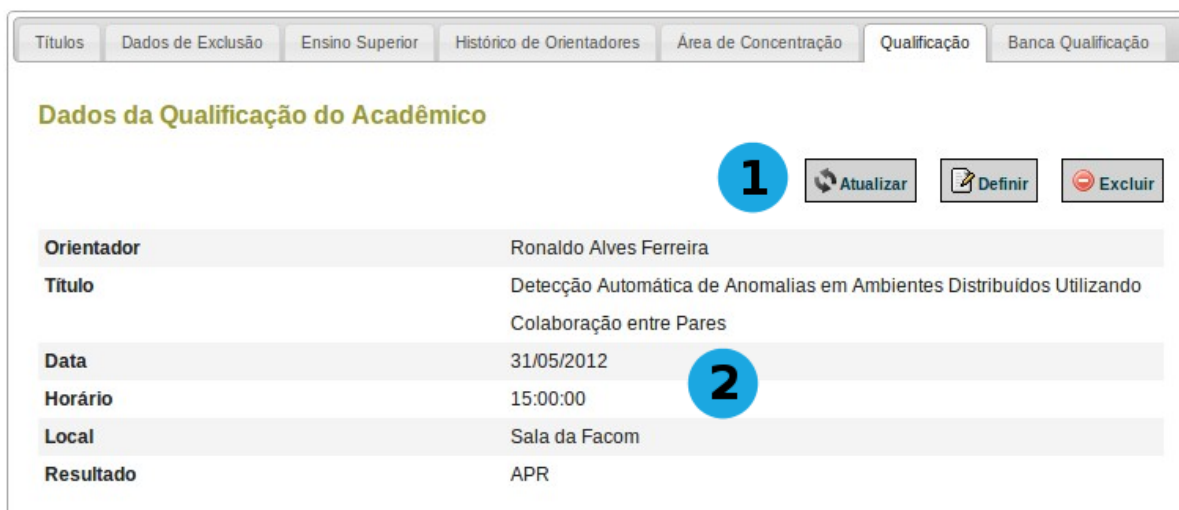 Títulos Dados de Exclusão Ensino Superior Histórico de Orientadores Área de Concentração Qualificação Banca Qualificação
Dados da Qualificação do Acadêmico
1 Atualizar Definir Excluir
Orientador Ronaldo Alves Ferreira
Título Detecção Automática de Anomalias em Ambientes Distribuídos Utilizando
Colaboração entre Pares
Data 31/05/2012
2
Horário 15:00:00
Local Sala da Facom
Resultado APR